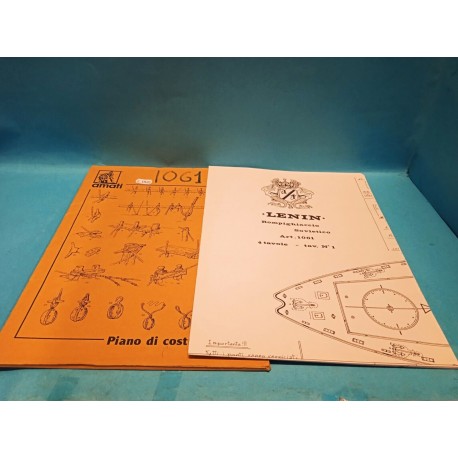 amati
1061
Piano di cost
·LENIN·
Rompighiaccio
Sovietico
Art. 1061
4 tavole - tav. N° 1
Importante!!